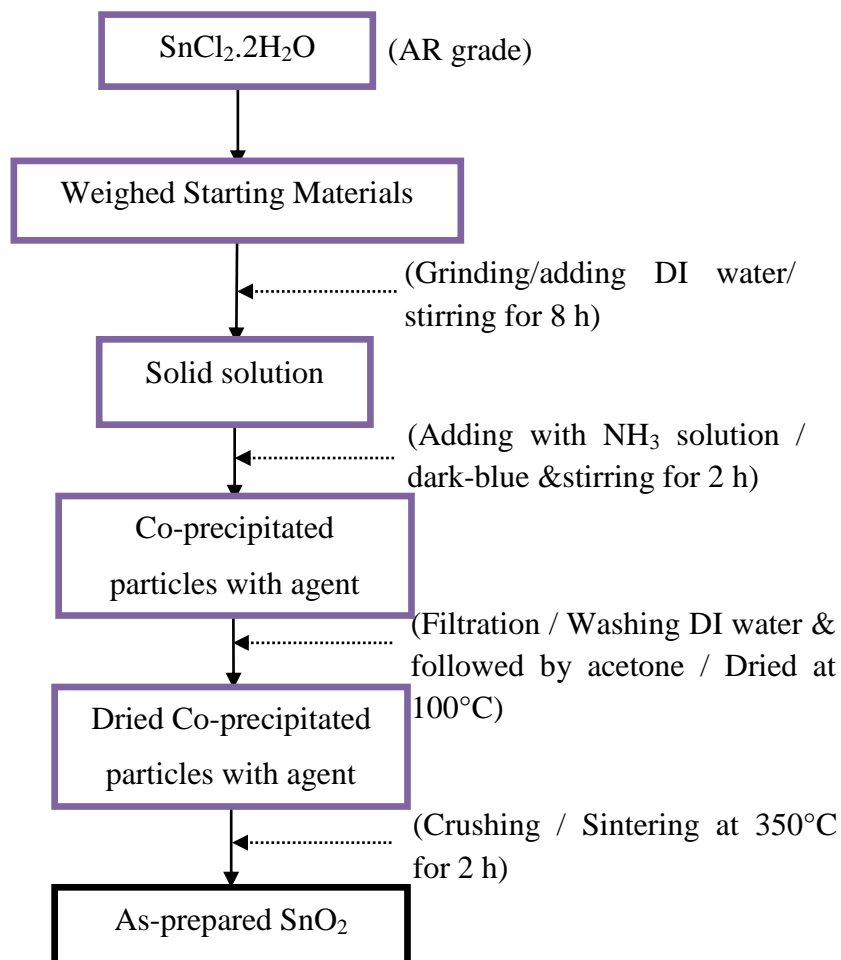 SnCl₂.2H₂O
(AR grade)
Weighed Starting Materials
(Grinding/adding DI water/
stirring for 8 h)
Solid solution
(Adding with NH₃ solution /
dark-blue &stirring for 2 h)
Co-precipitated
particles with agent
(Filtration / Washing DI water &
followed by acetone / Dried at
100°C)
Dried Co-precipitated
particles with agent
(Crushing / Sintering at 350°C
for 2 h)
As-prepared SnO₂